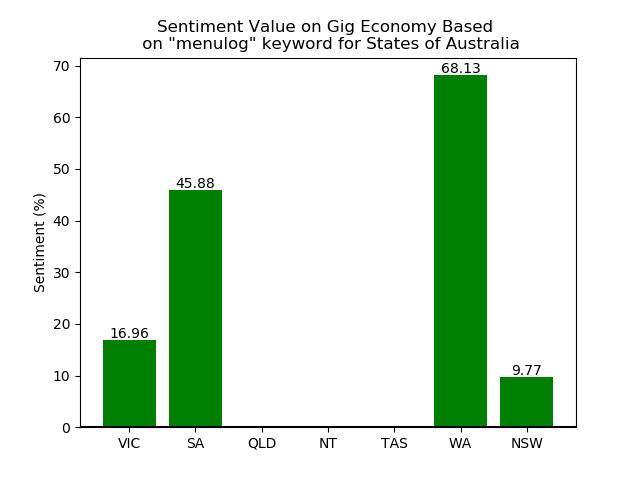 Sentiment Value on Gig Economy Based
on "menulog" keyword for States of Australia
Sentiment (%)
70
60
50
40
30
20
10
0
16.96
45.88
68.13
9.77
VIC
SA
QLD
NT
TAS
WA
NSW